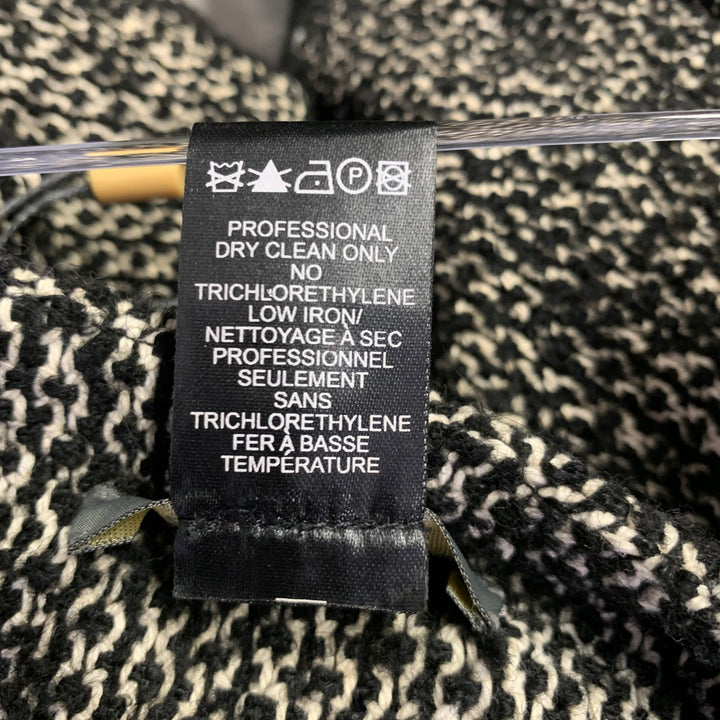 P
PROFESSIONAL
DRY CLEAN ONLY
NO
TRICHLORETHYLENE
LOW IRON/
NETTOYAGE À SEC
PROFESSIONNEL
SEULEMENT
SANS
TRICHLORETHYLENE
FER À BASSE
TEMPÉRATURE